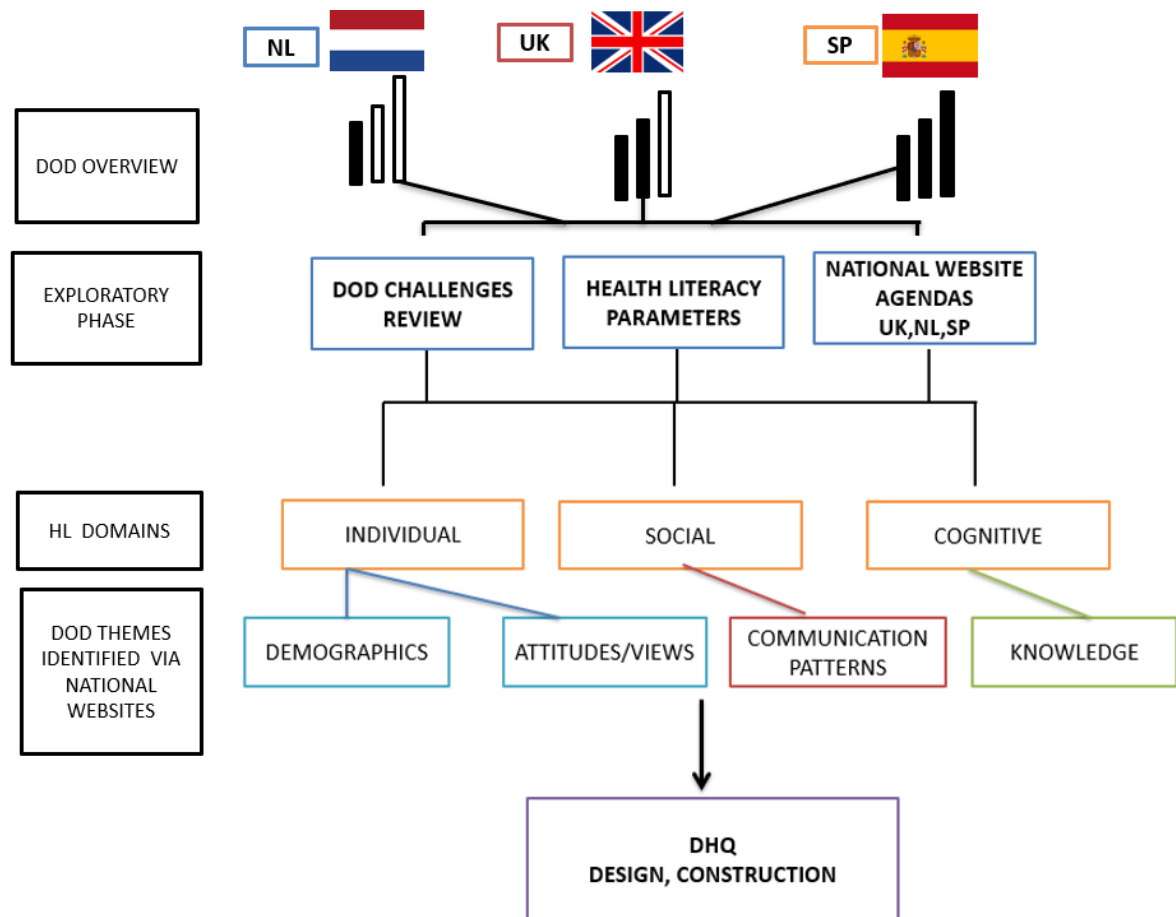 NL
UK
SP
DOD OVERVIEW
EXPLORATORY
PHASE
DOD CHALLENGES
REVIEW
HEALTH LITERACY
PARAMETERS
NATIONAL WEBSITE
AGENDAS
UK,NL,SP
HL DOMAINS
INDIVIDUAL
SOCIAL
COGNITIVE
DOD THEMES
IDENTIFIED VIA
NATIONAL
WEBSITES
DEMOGRAPHICS
ATTITUDES/VIEWS
COMMUNICATION
PATTERNS
KNOWLEDGE
DHQ
DESIGN, CONSTRUCTION